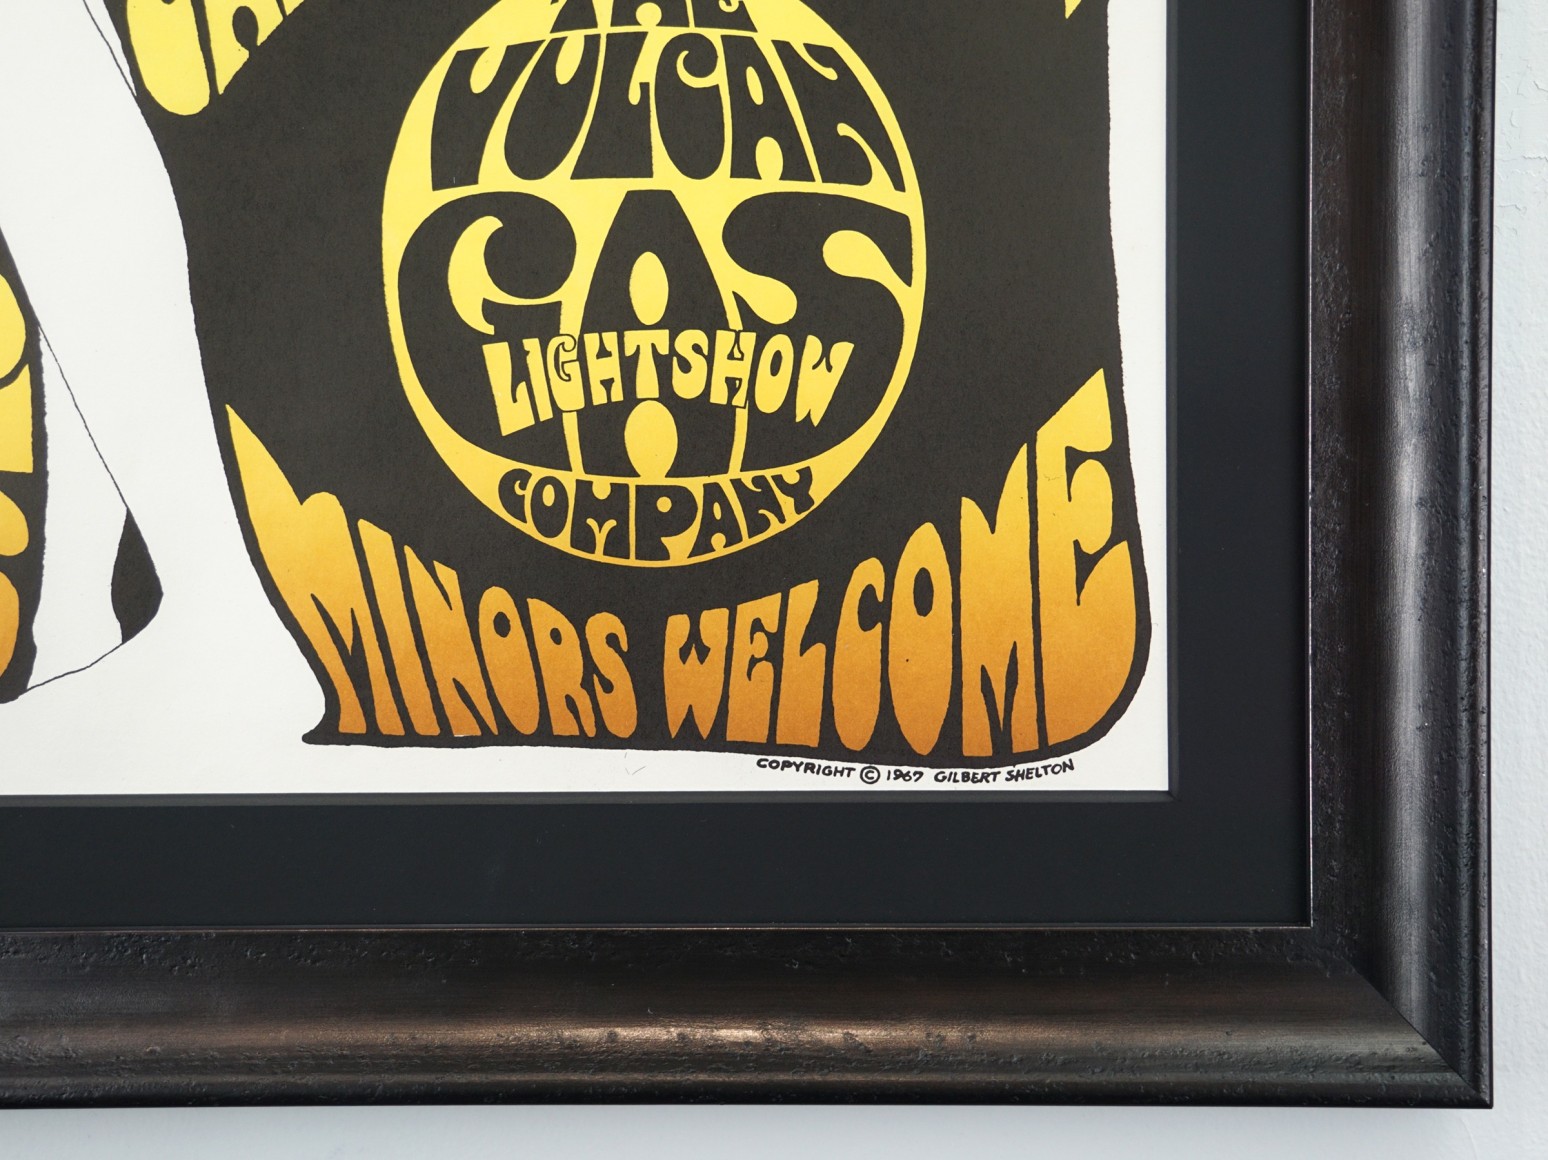 THE
VULCAN
GAS
LIGHTSHOW
COMPANY
MINORS WELCOME
COPYRIGHT © 1967 GILBERT SHELTON